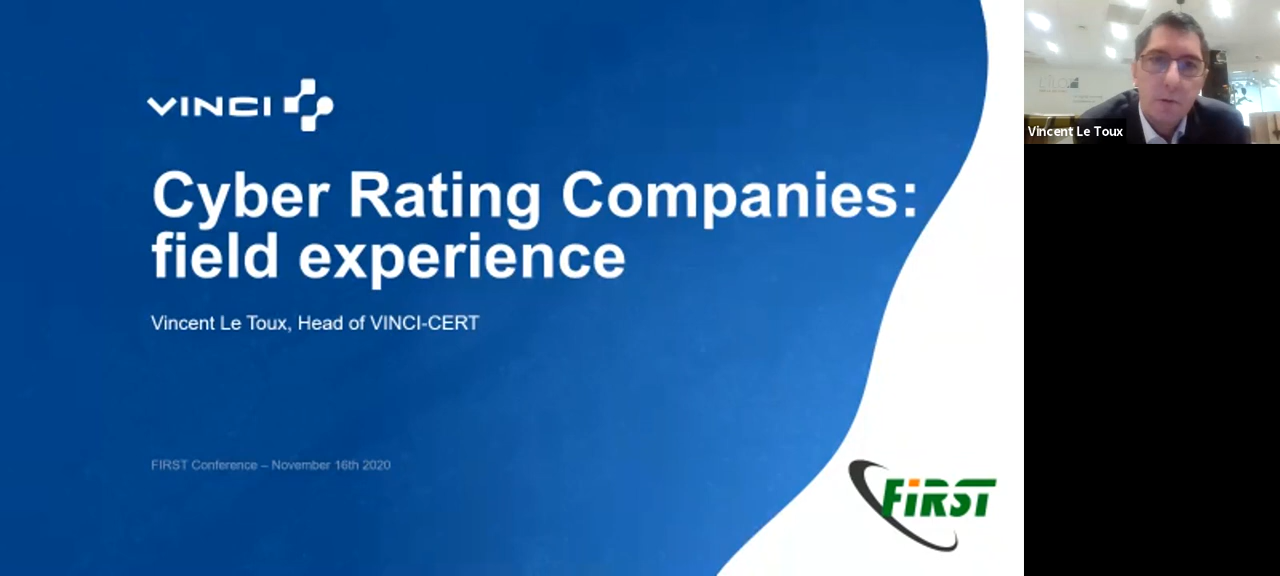 VINCI
Cyber Rating Companies:
field experience
Vincent Le Toux, Head of VINCI-CERT
FIRST Conference – November 16th 2020
FIRST
Vincent Le Toux